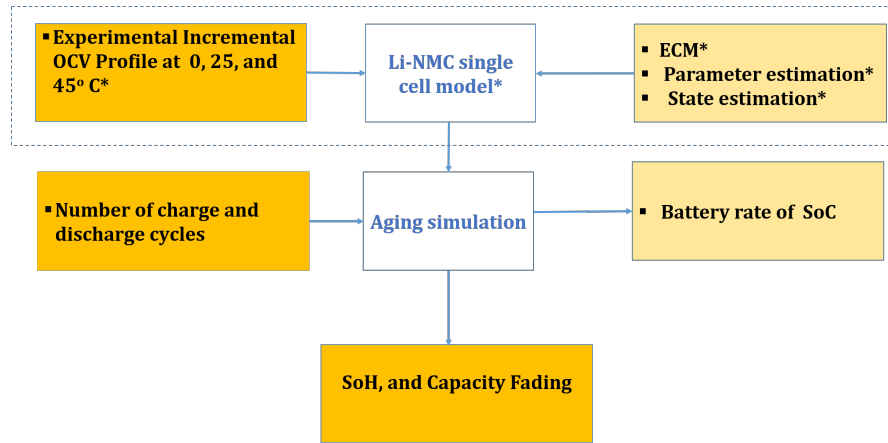 ▪ Experimental Incremental
OCV Profile at 0, 25, and
45º C*
Li-NMC single
cell model*
▪ ECM*
▪ Parameter estimation*
▪ State estimation*
▪ Number of charge and
discharge cycles
Aging simulation
▪ Battery rate of SoC
SoH, and Capacity Fading